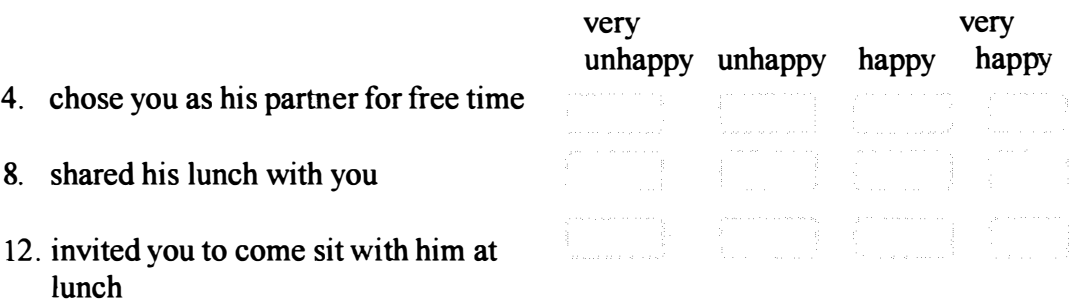 very very
unhappy unhappy happy happy
4. chose you as his partner for free time
8. shared his lunch with you
12. invited you to come sit with him at
lunch